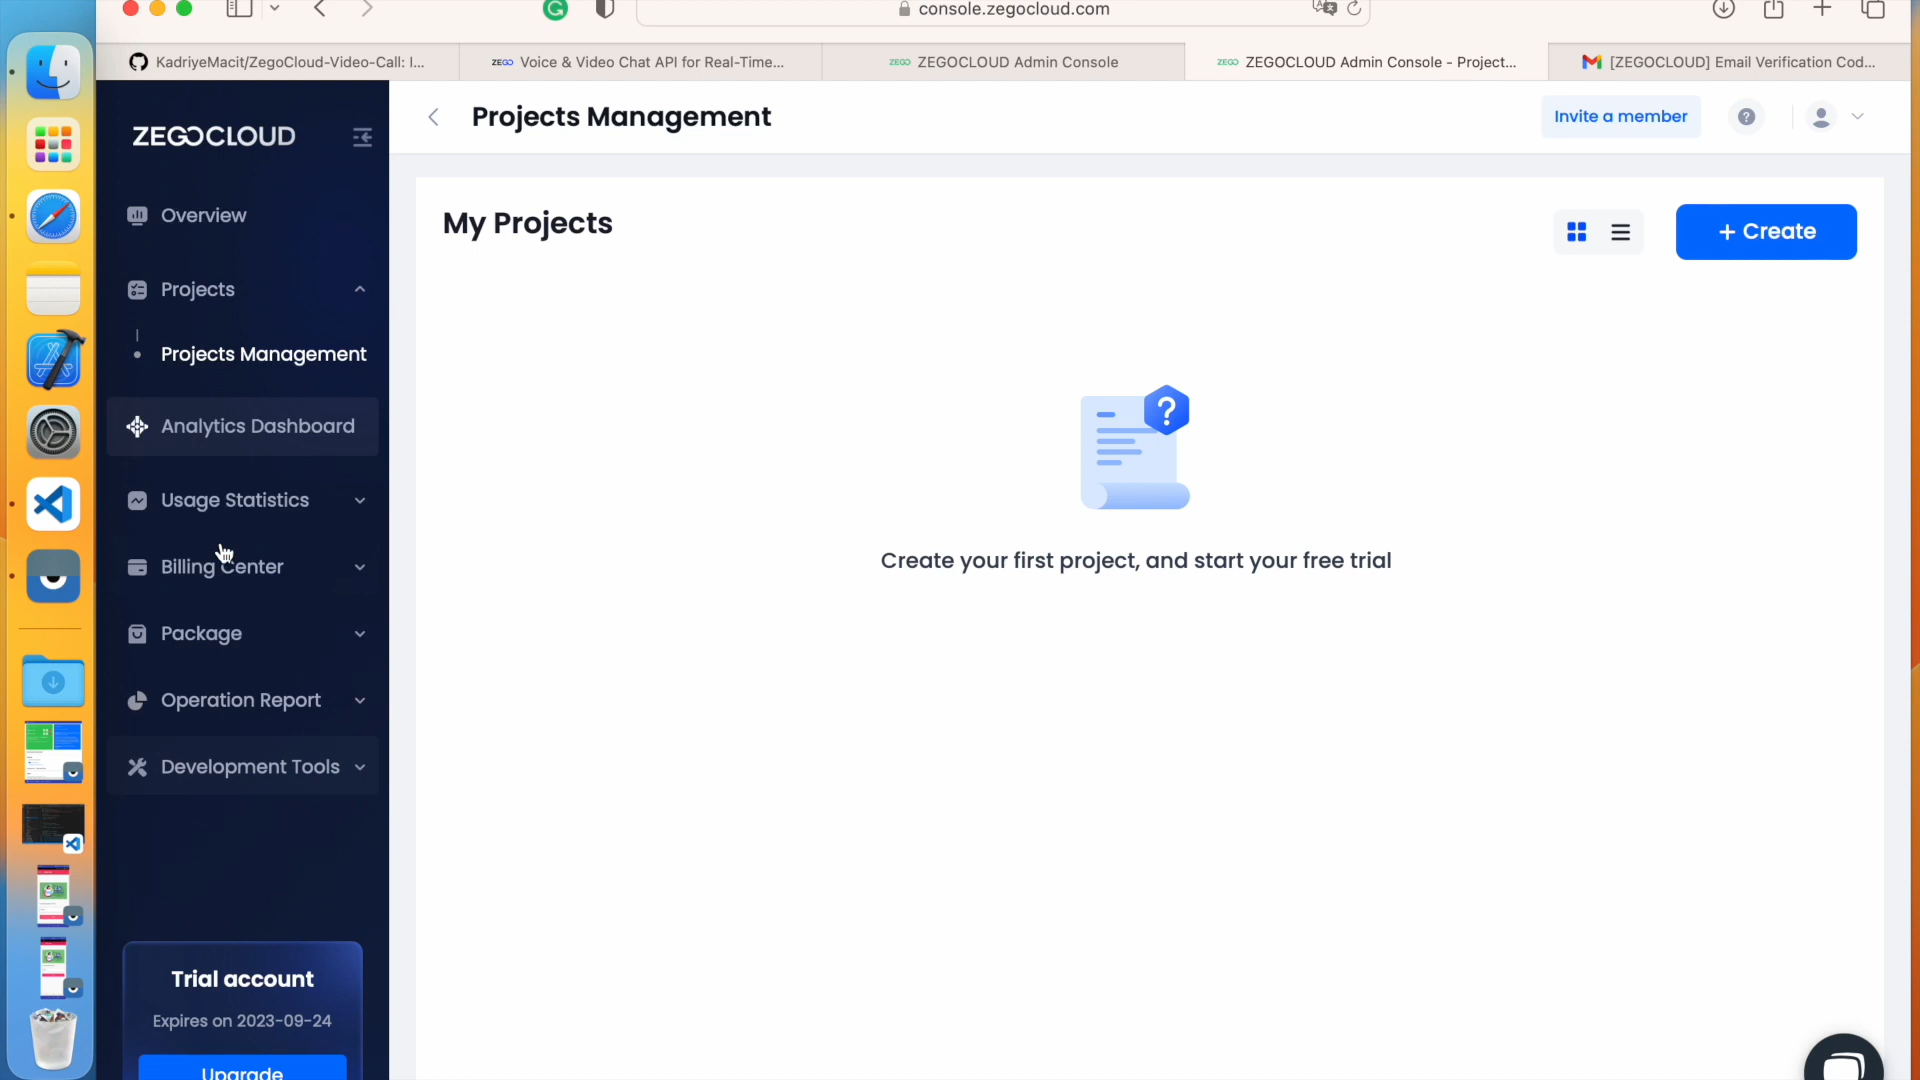 console.zegocloud.com
KadriyeMacit/ZegoCloud-Video-Call: I...
ZEGO Voice & Video Chat API for Real-Time...
ZEGO ZEGOCLOUD Admin Console
ZEGO ZEGOCLOUD Admin Console - Project...
[ZEGOCLOUD] Email Verification Cod...
ZEGOCLOUD
Projects Management
Invite a member
Overview
Projects
Projects Management
Analytics Dashboard
Usage Statistics
Billing Center
Package
Operation Report
Development Tools
Trial account
Expires on 2023-09-24
Upgrade
My Projects
+ Create
Create your first project, and start your free trial